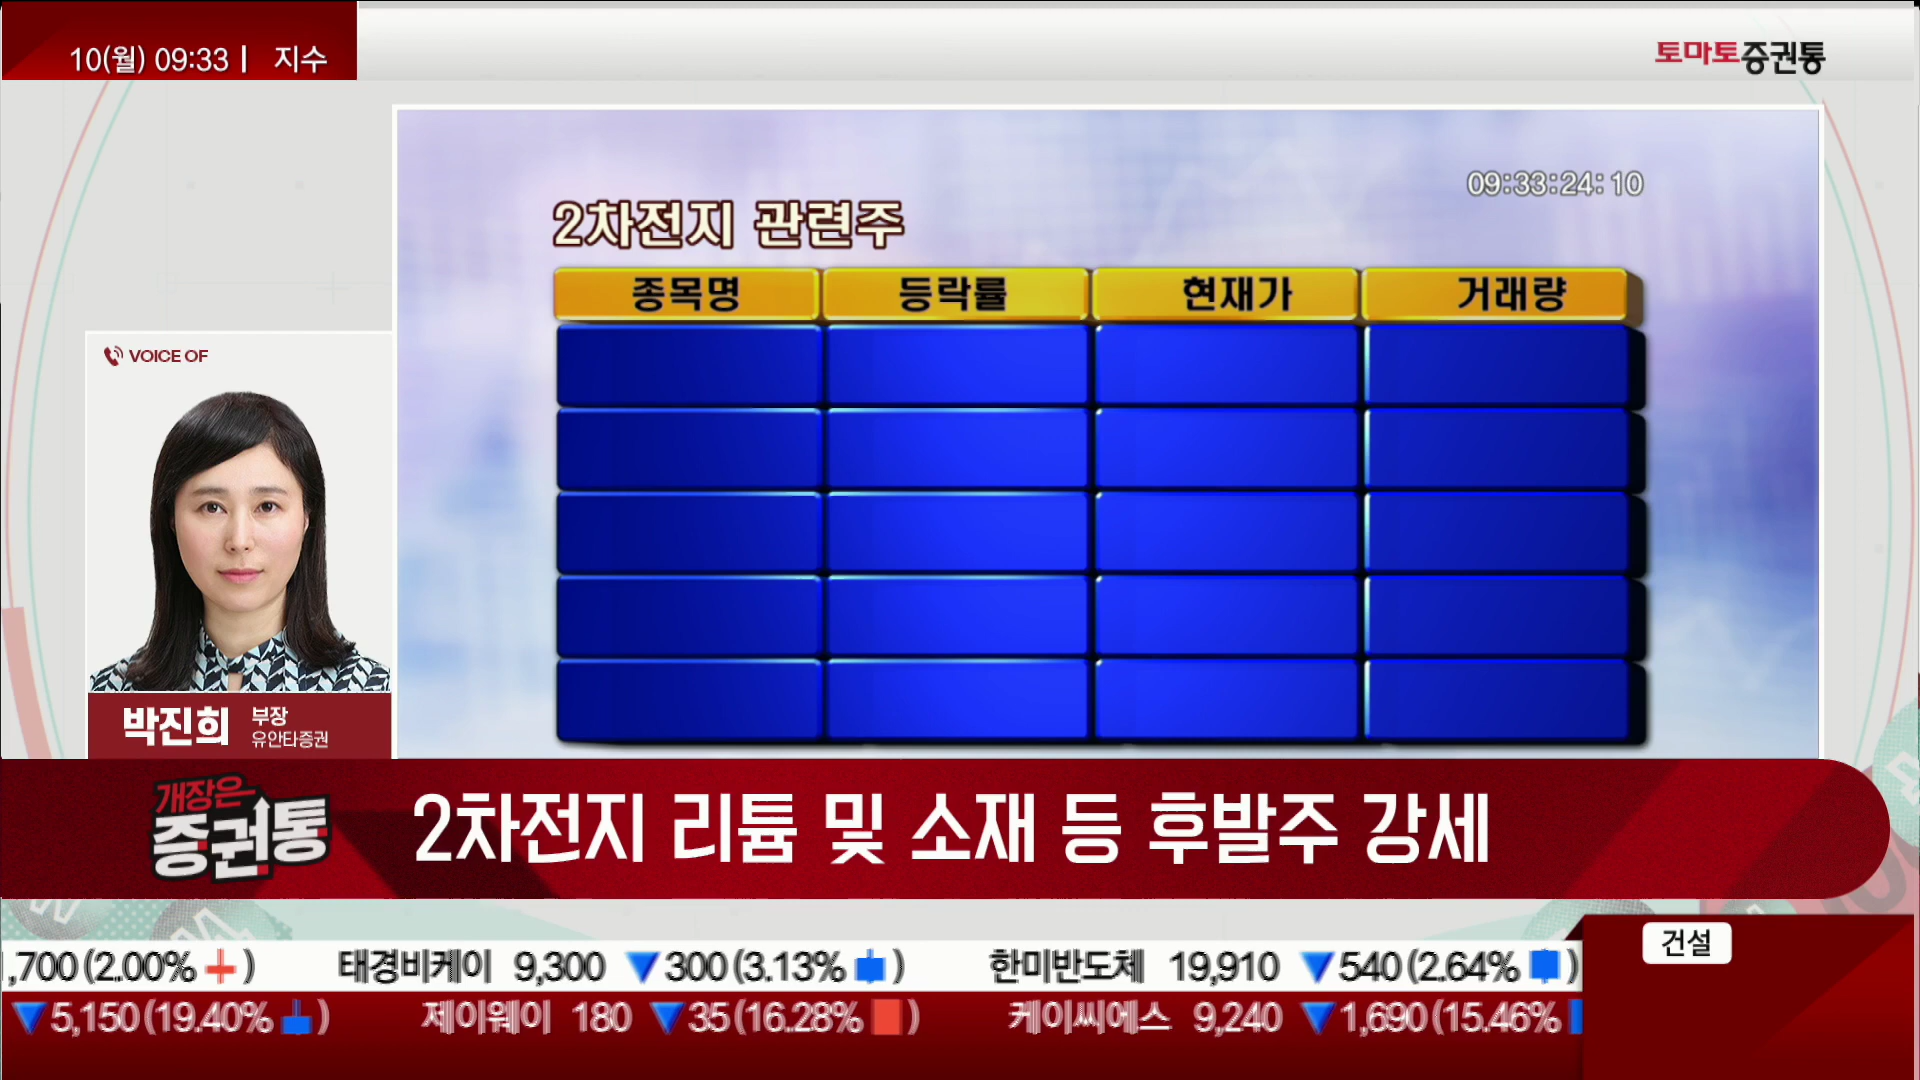 10(월) 09:33 | 지수
토마토증권통
09:33:24:10
2차전지 관련주
종목명 등락률 현재가 거래량
VOICE OF
박진희 부장
유안타증권
개장은
증권통
2차전지 리튬 및 소재 등 후발주 강세
건설
,700(2.00% ) 태경비케이 9,300 ▼300(3.13% ) 한미반도체 19,910 ▼540(2.64% )
▼5,150(19.40% ) 제이웨이 180 ▼35(16.28% ) 케이씨에스 9,240 ▼1,690(15.46%